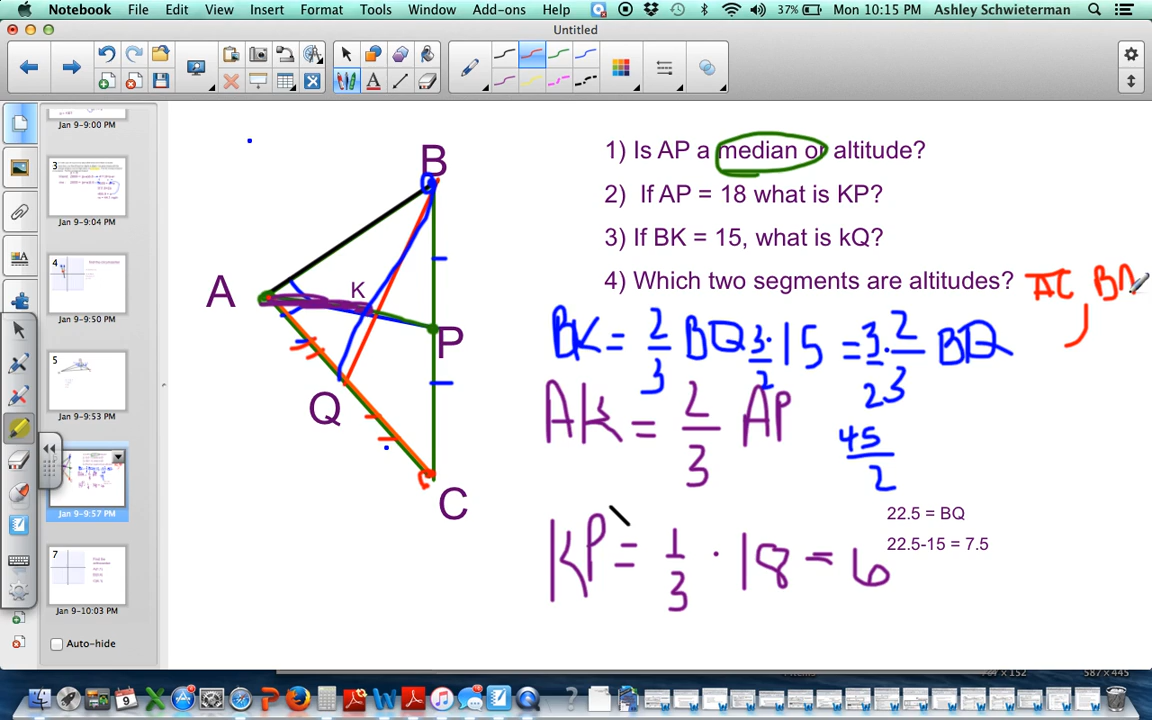 Notebook File Edit View Insert Format Tools Window Add-ons Help 37% Mon 10:15 PM Ashley Schwieterman
Untitled
Jan 9-9:00 PM
3
Jan 9-9:04 PM
4
Jan 9-9:50 PM
5
Jan 9-9:53 PM
Jan 9-9:57 PM
7
Jan 9-10:03 PM
Auto-hide
B
A
K
P
Q
C
1) Is AP a median or altitude?
2) If AP = 18 what is KP?
3) If BK = 15, what is kQ?
4) Which two segments are altitudes? AC
BK = 2/3 BQ 3/2 · 15 = 3/2 · 2/3 BQ
AK = 2/3 AP
45/2
22.5 = BQ
22.5-15 = 7.5
KP = 1/3 · 18 = 6